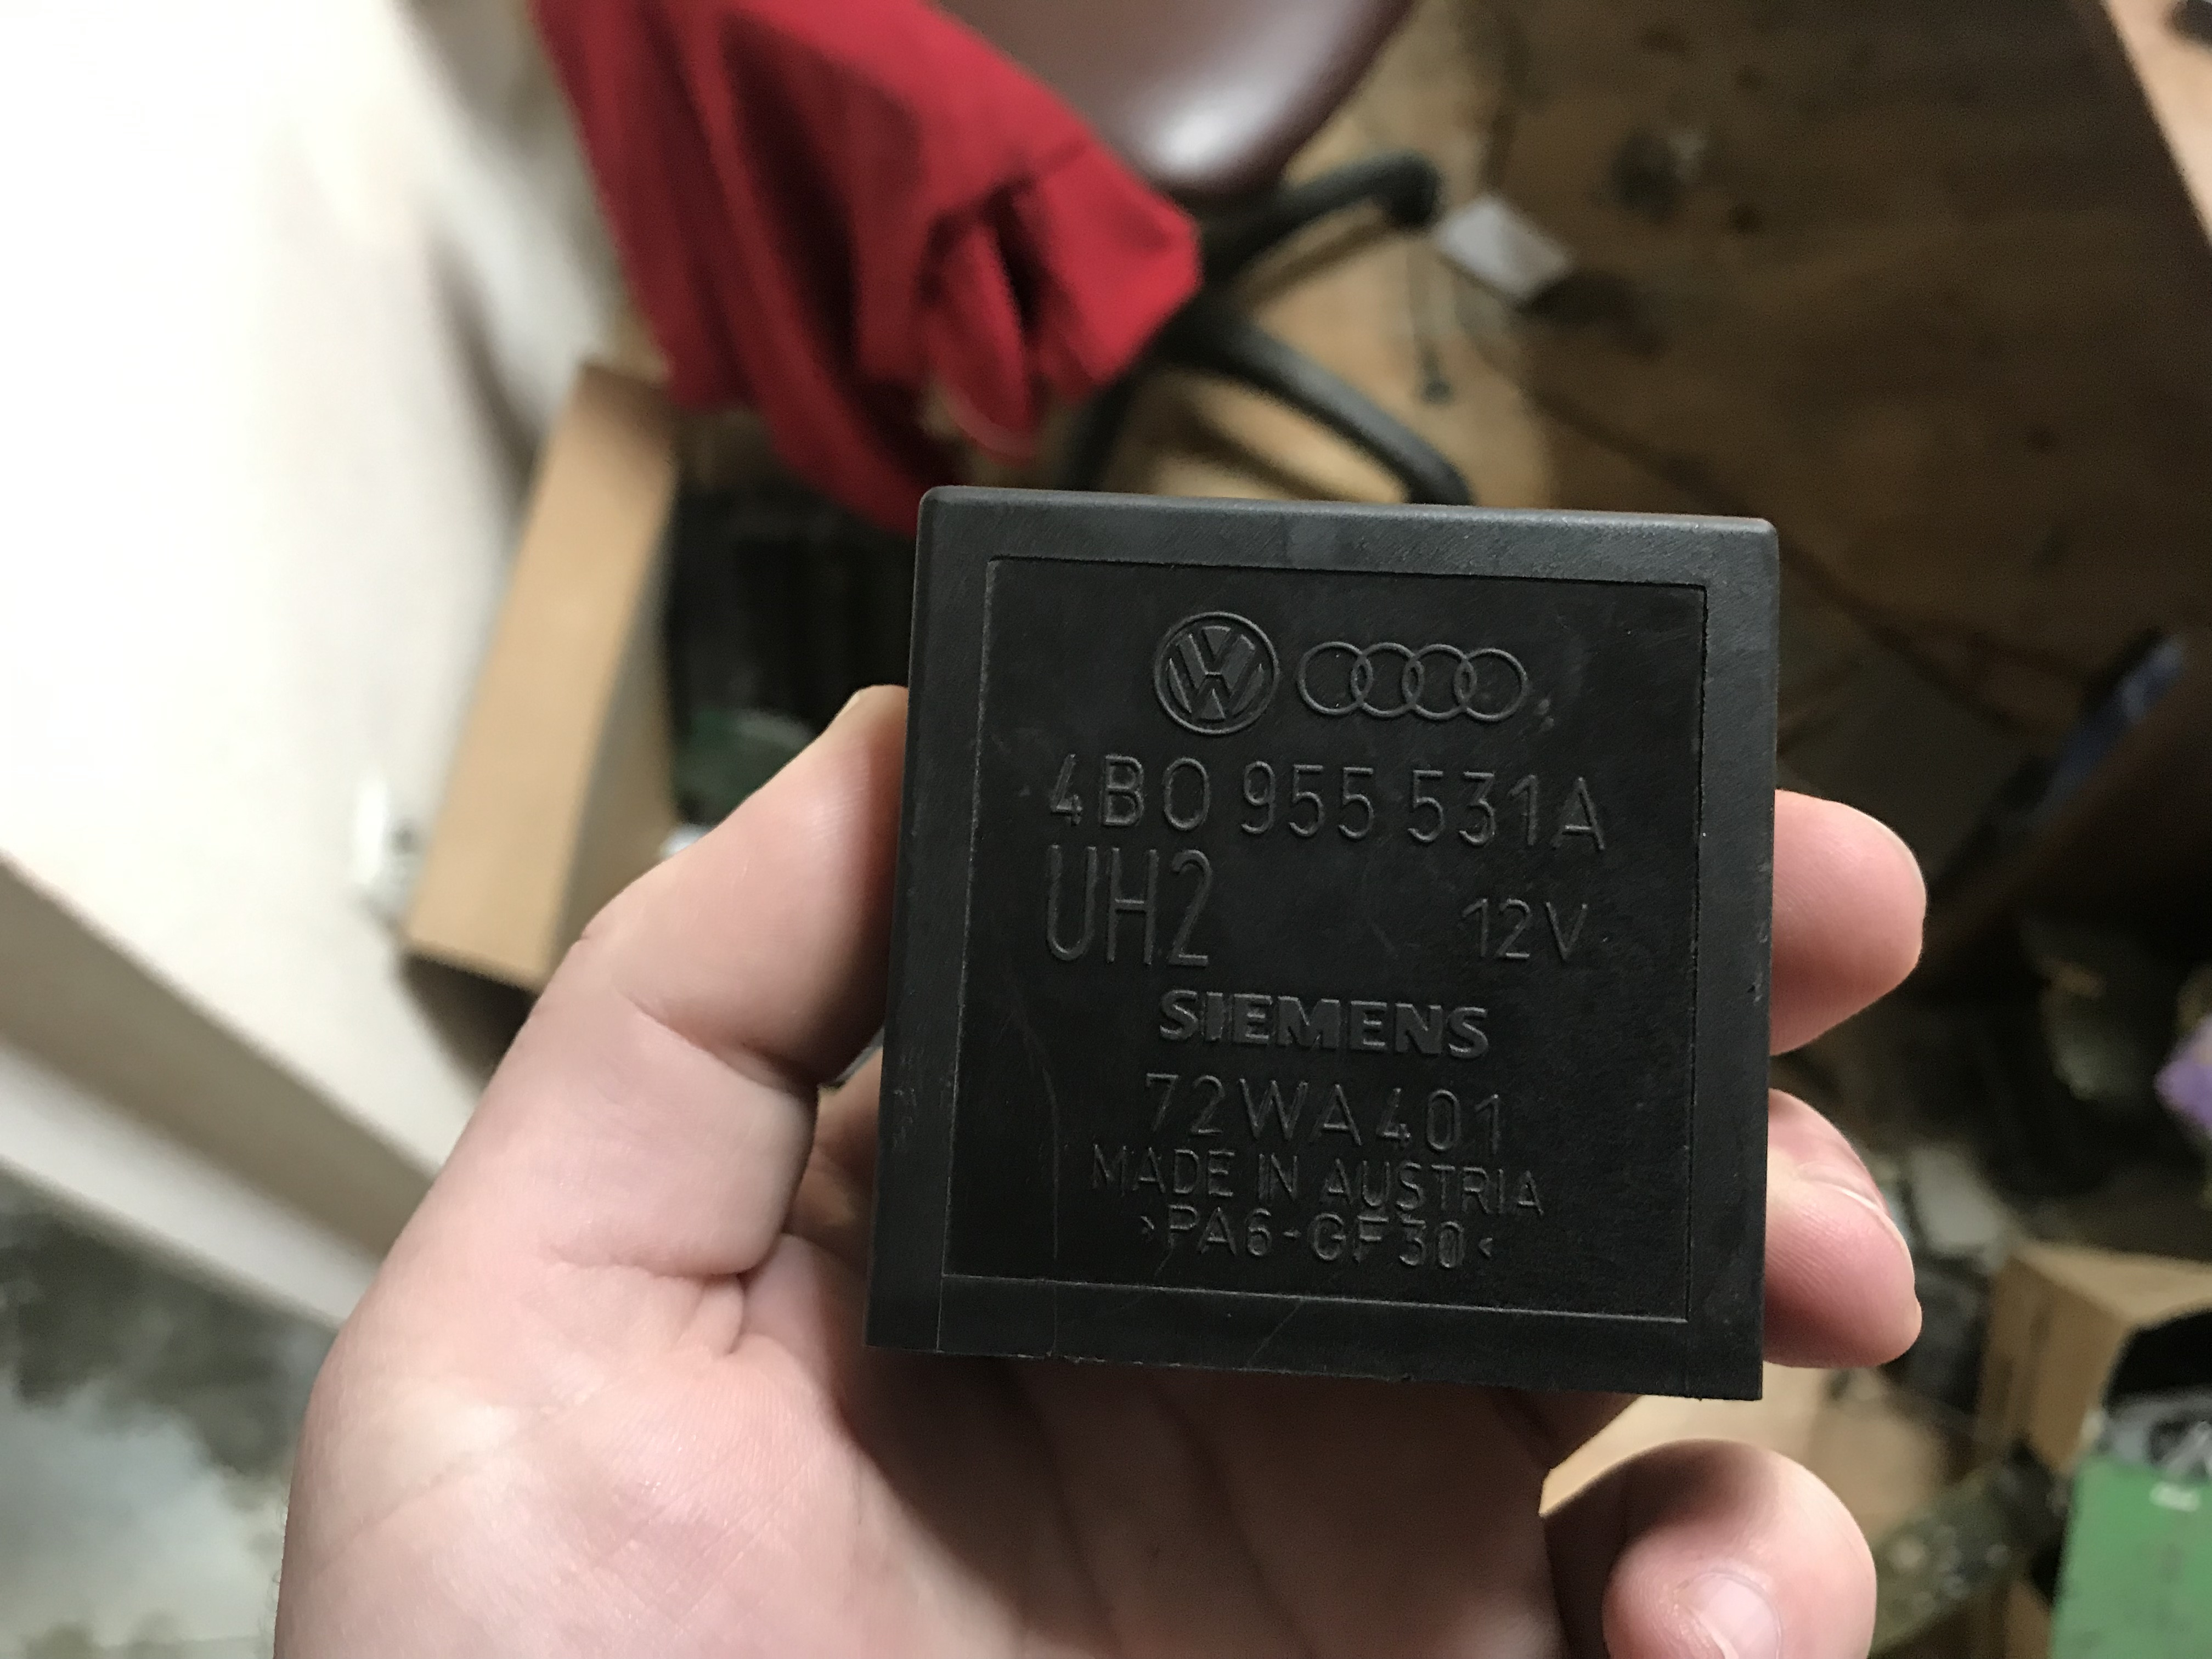 4B0 955 531A
UH2 12V
SIEMENS
72WA401
MADE IN AUSTRIA
>PA6-GF30<